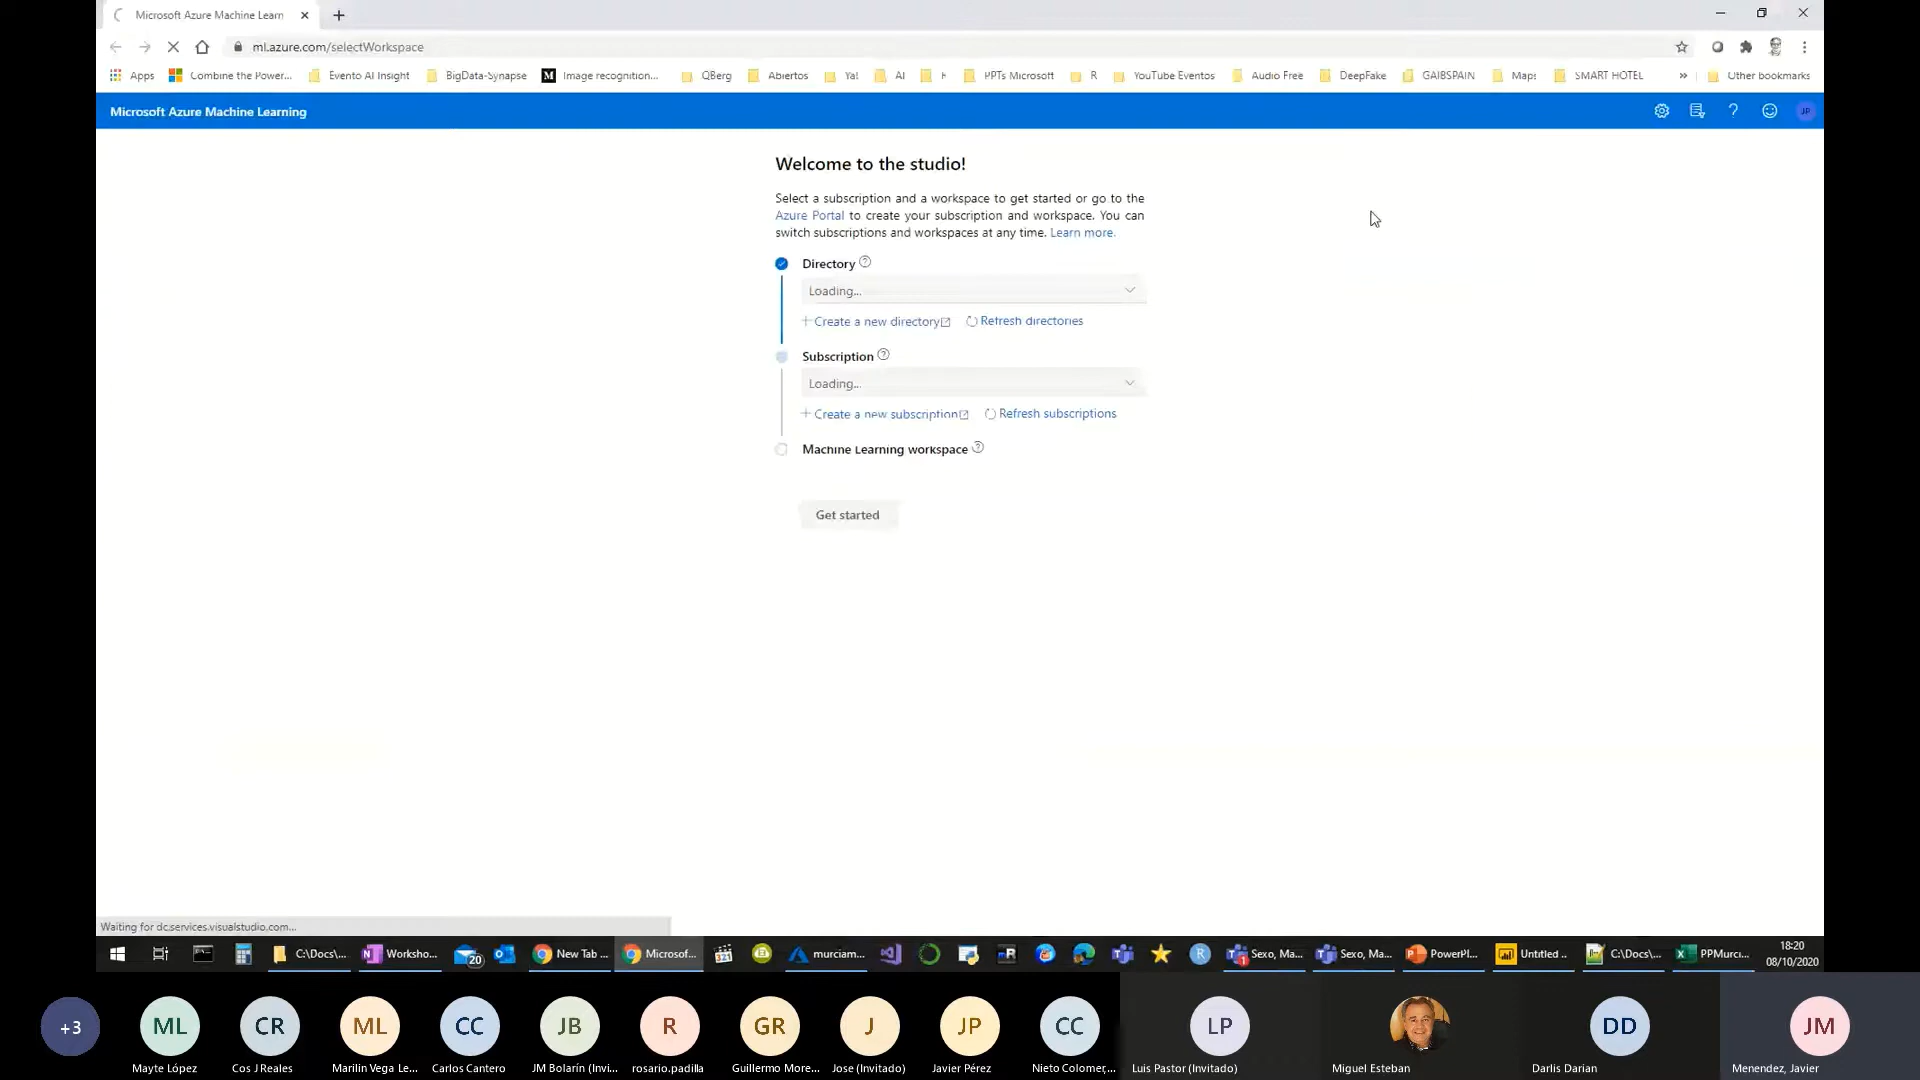 Microsoft Azure Machine Learn
ml.azure.com/selectWorkspace
Apps
Combine the Power...
Evento AI Insight
BigData-Synapse
M
Image recognition...
QBerg
Abiertos
Ya!
AI
PPTs Microsoft
R
YouTube Eventos
Audio Free
DeepFake
GAIBSPAIN
Maps
SMART HOTEL
Other bookmarks
Microsoft Azure Machine Learning
JP
Welcome to the studio!
Select a subscription and a workspace to get started or go to the
Azure Portal to create your subscription and workspace. You can
switch subscriptions and workspaces at any time. Learn more.
Directory
Loading...
+ Create a new directory
Refresh directories
Subscription
Loading...
+ Create a new subscription
Refresh subscriptions
Machine Learning workspace
Get started
Waiting for dc.services.visualstudio.com...
C:\Docs\...
Worksho...
20
New Tab ...
Microsof...
321
murciam...
R
R
Sexo, Ma...
Sexo, Ma...
PowerPl...
Untitled ..
C:\Docs\...
PPMurci...
18:20
08/10/2020
+3
ML
CR
ML
CC
JB
R
GR
J
JP
CC
LP
DD
JM
Mayte López
Cos J Reales
Marilin Vega Le...
Carlos Cantero
JM Bolarín (Invi...
rosario.padilla
Guillermo More...
Jose (Invitado)
Javier Pérez
Nieto Colomer,...
Luis Pastor (Invitado)
Miguel Esteban
Darlis Darian
Menendez, Javier